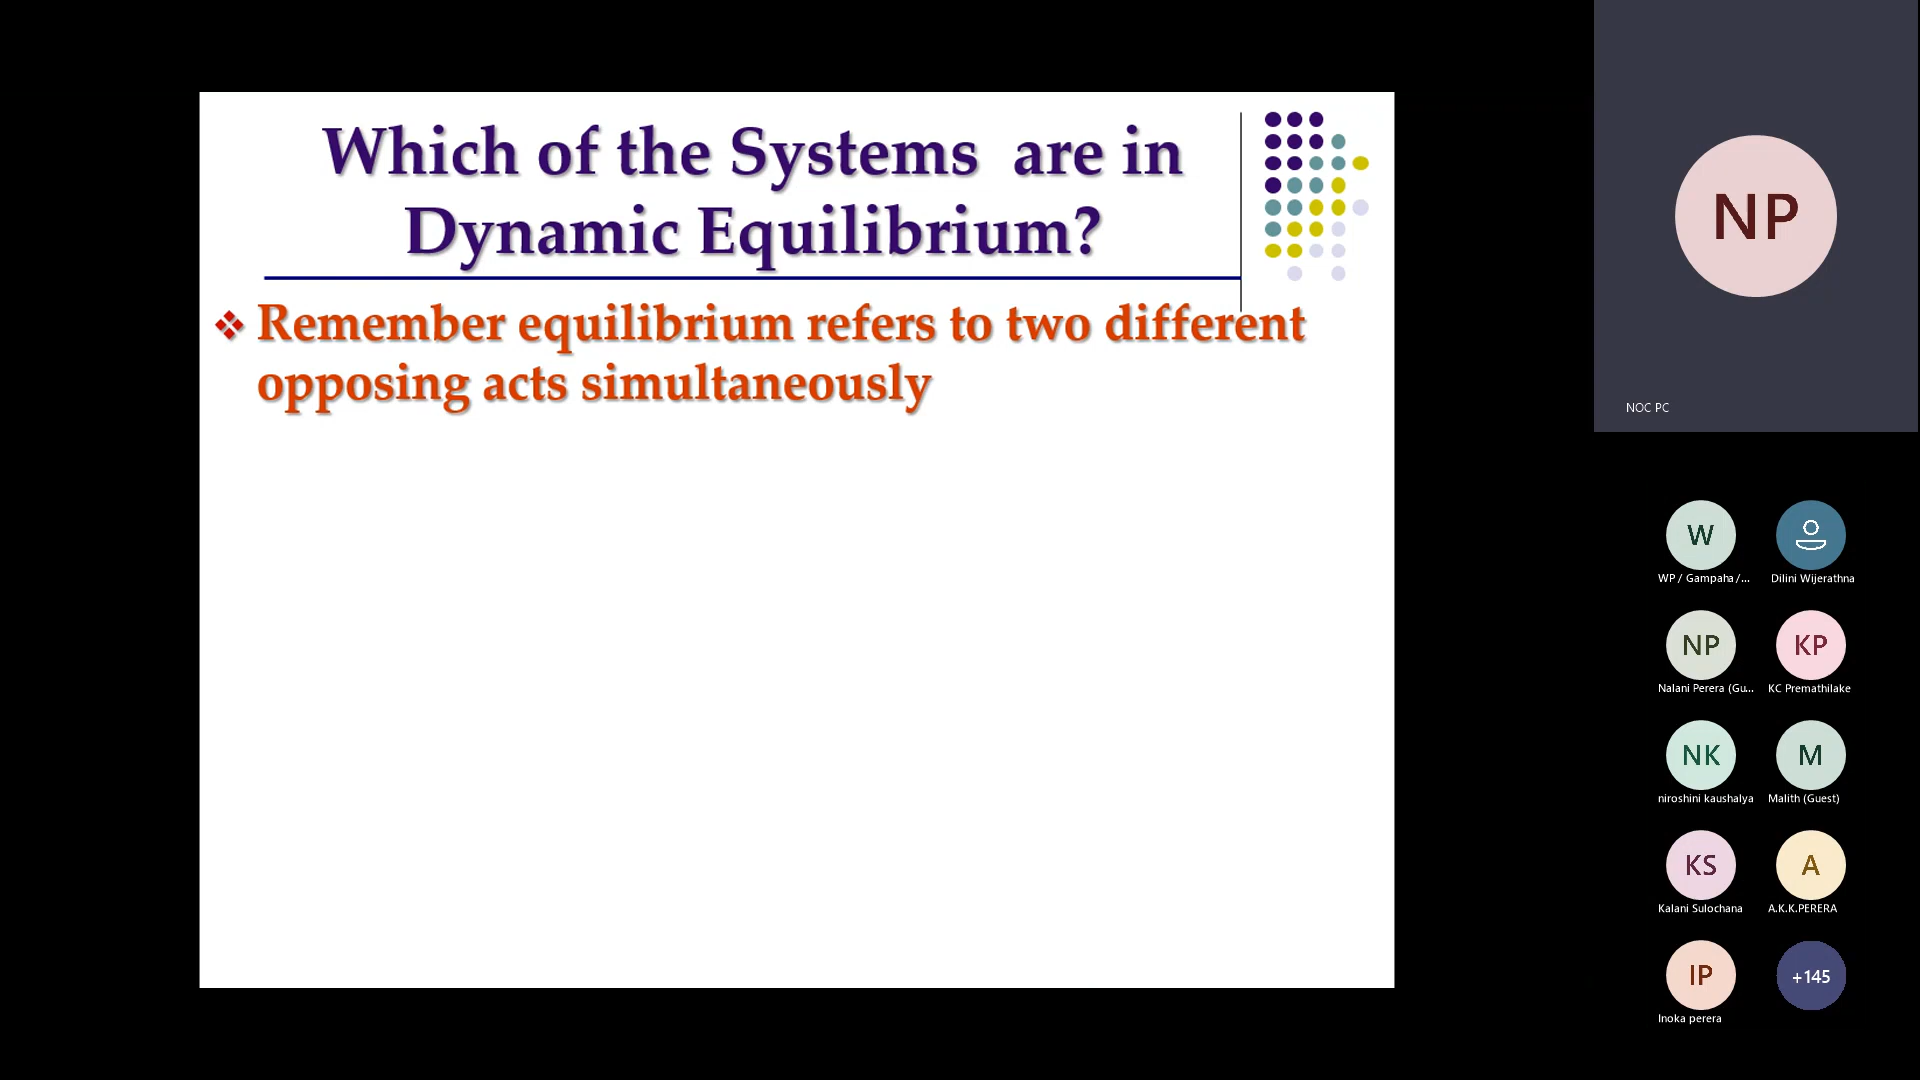 Which of the Systems are in
Dynamic Equilibrium?
Remember equilibrium refers to two different
opposing acts simultaneously
NP
NOC PC
W
WP / Gampaha /...
Dilini Wijerathna
NP
KP
Nalani Perera (Gu...
KC Premathilake
NK
M
niroshini kaushalya
Malith (Guest)
KS
A
Kalani Sulochana
A.K.K.PERERA
IP
+145
Inoka perera